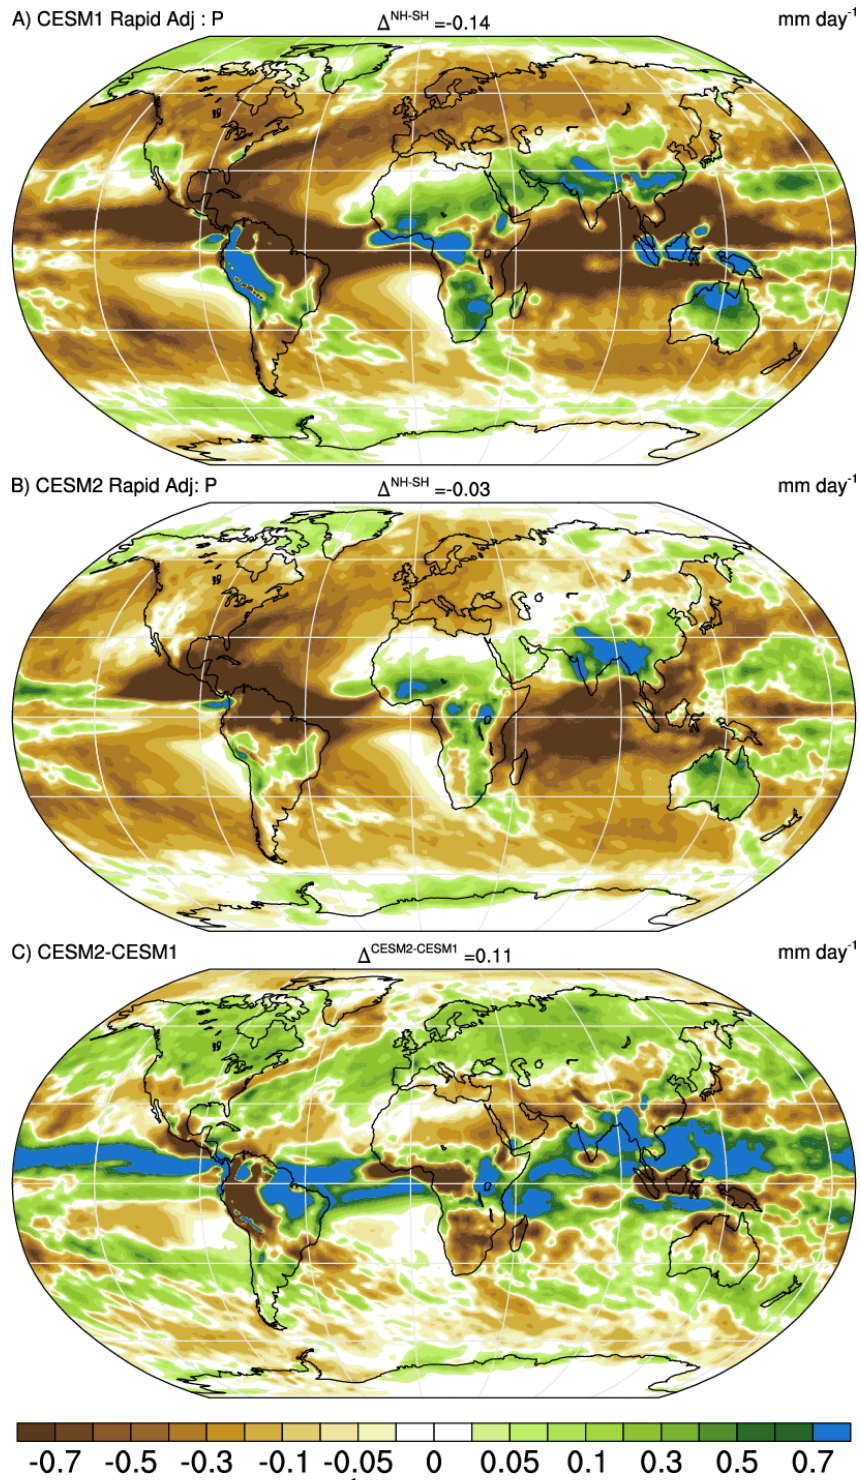 A) CESM1 Rapid Adj : P Δᴺᴴ⁻ˢᴴ =-0.14 mm day⁻¹
B) CESM2 Rapid Adj: P Δᴺᴴ⁻ˢᴴ =-0.03 mm day⁻¹
C) CESM2-CESM1 Δ^CESM2-CESM1 =0.11 mm day⁻¹
-0.7 -0.5 -0.3 -0.1 -0.05 0 0.05 0.1 0.3 0.5 0.7